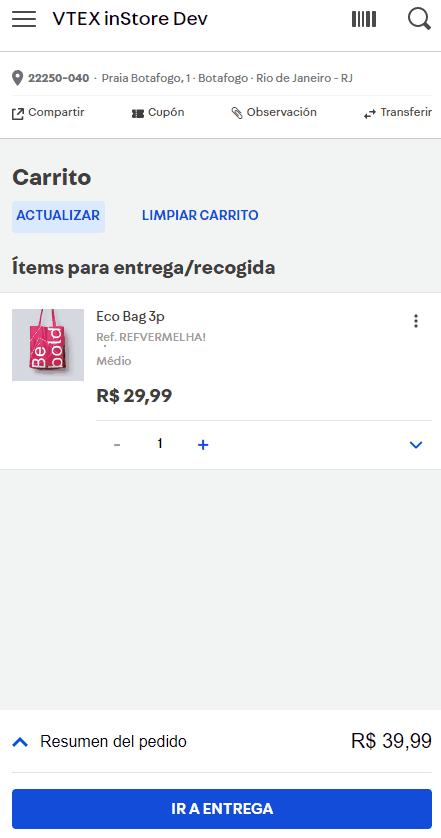 VTEX inStore Dev
22250-040 · Praia Botafogo, 1 · Botafogo · Rio de Janeiro - RJ
Compartir Cupón Observación Transferir
Carrito
ACTUALIZAR LIMPIAR CARRITO
Ítems para entrega/recogida
Eco Bag 3p
Ref. REFVERMELHA!
Médio
Be bold
R$ 29,99
- 1 +
Resumen del pedido R$ 39,99
IR A ENTREGA